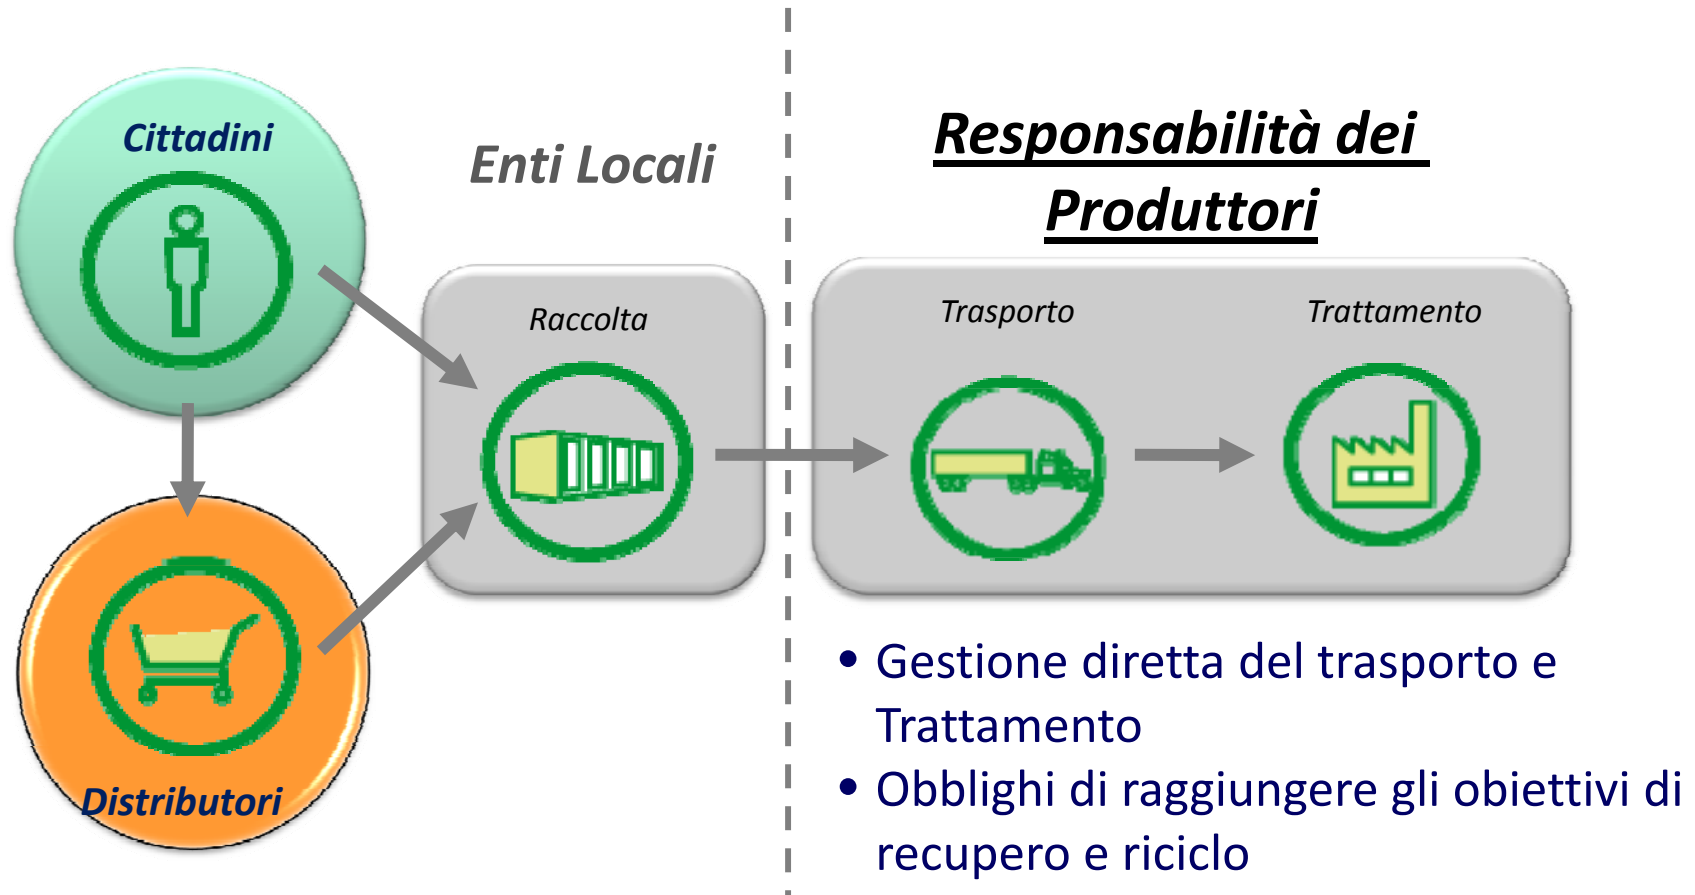 Cittadini
Distributori
Enti Locali
Raccolta
Responsabilità dei
Produttori
Trasporto
Trattamento
• Gestione diretta del trasporto e
Trattamento
• Obblighi di raggiungere gli obiettivi di
recupero e riciclo